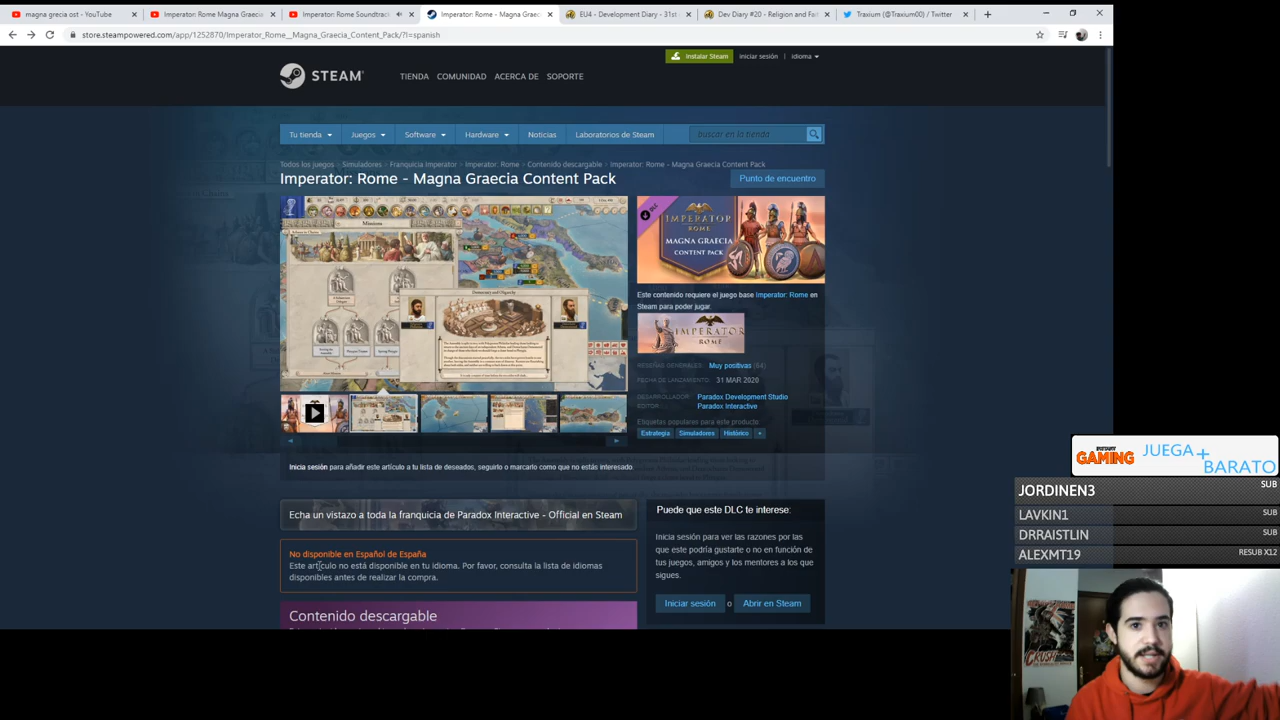 magna grecia ost - YouTube
Imperator: Rome Magna Graecia
Imperator: Rome Soundtrack
Imperator: Rome - Magna Graec
EU4 - Development Diary - 31st
Dev Diary #20 - Religion and Fai
Traxium (@Traxium00) / Twitter
store.steampowered.com/app/1252870/Imperator_Rome__Magna_Graecia_Content_Pack/?l=spanish
Instalar Steam
iniciar sesión | idioma
STEAM
TIENDA COMUNIDAD ACERCA DE SOPORTE
Tu tienda Juegos Software Hardware Noticias Laboratorios de Steam
buscar en la tienda
Todos los juegos > Simuladores > Franquicia Imperator > Imperator: Rome > Contenido descargable > Imperator: Rome - Magna Graecia Content Pack
Imperator: Rome - Magna Graecia Content Pack
Punto de encuentro
Missions
Democracy and Oligarchy
DLC
IMPERATOR
ROME
MAGNA GRAECIA
CONTENT PACK
Este contenido requiere el juego base Imperator: Rome en
Steam para poder jugar.
IMPERATOR
ROME
RESEÑAS GENERALES: Muy positivas (64)
FECHA DE LANZAMIENTO: 31 MAR 2020
DESARROLLADOR: Paradox Development Studio
EDITOR: Paradox Interactive
Etiquetas populares para este producto:
Estrategia Simuladores Histórico +
Inicia sesión para añadir este artículo a tu lista de deseados, seguirlo o marcarlo como que no estás interesado.
Echa un vistazo a toda la franquicia de Paradox Interactive - Official en Steam
No disponible en Español de España
Este artículo no está disponible en tu idioma. Por favor, consulta la lista de idiomas
disponibles antes de realizar la compra.
Contenido descargable
Puede que este DLC te interese:
Inicia sesión para ver las razones por las
que este podría gustarte o no en función de
tus juegos, amigos y los mentores a los que
sigues.
Iniciar sesión o Abrir en Steam
INSTANT
GAMING
JUEGA+
BARATO
JORDINEN3 SUB
LAVKIN1 SUB
DRRAISTLIN SUB
ALEXMT19 RESUB X12
CRUSH